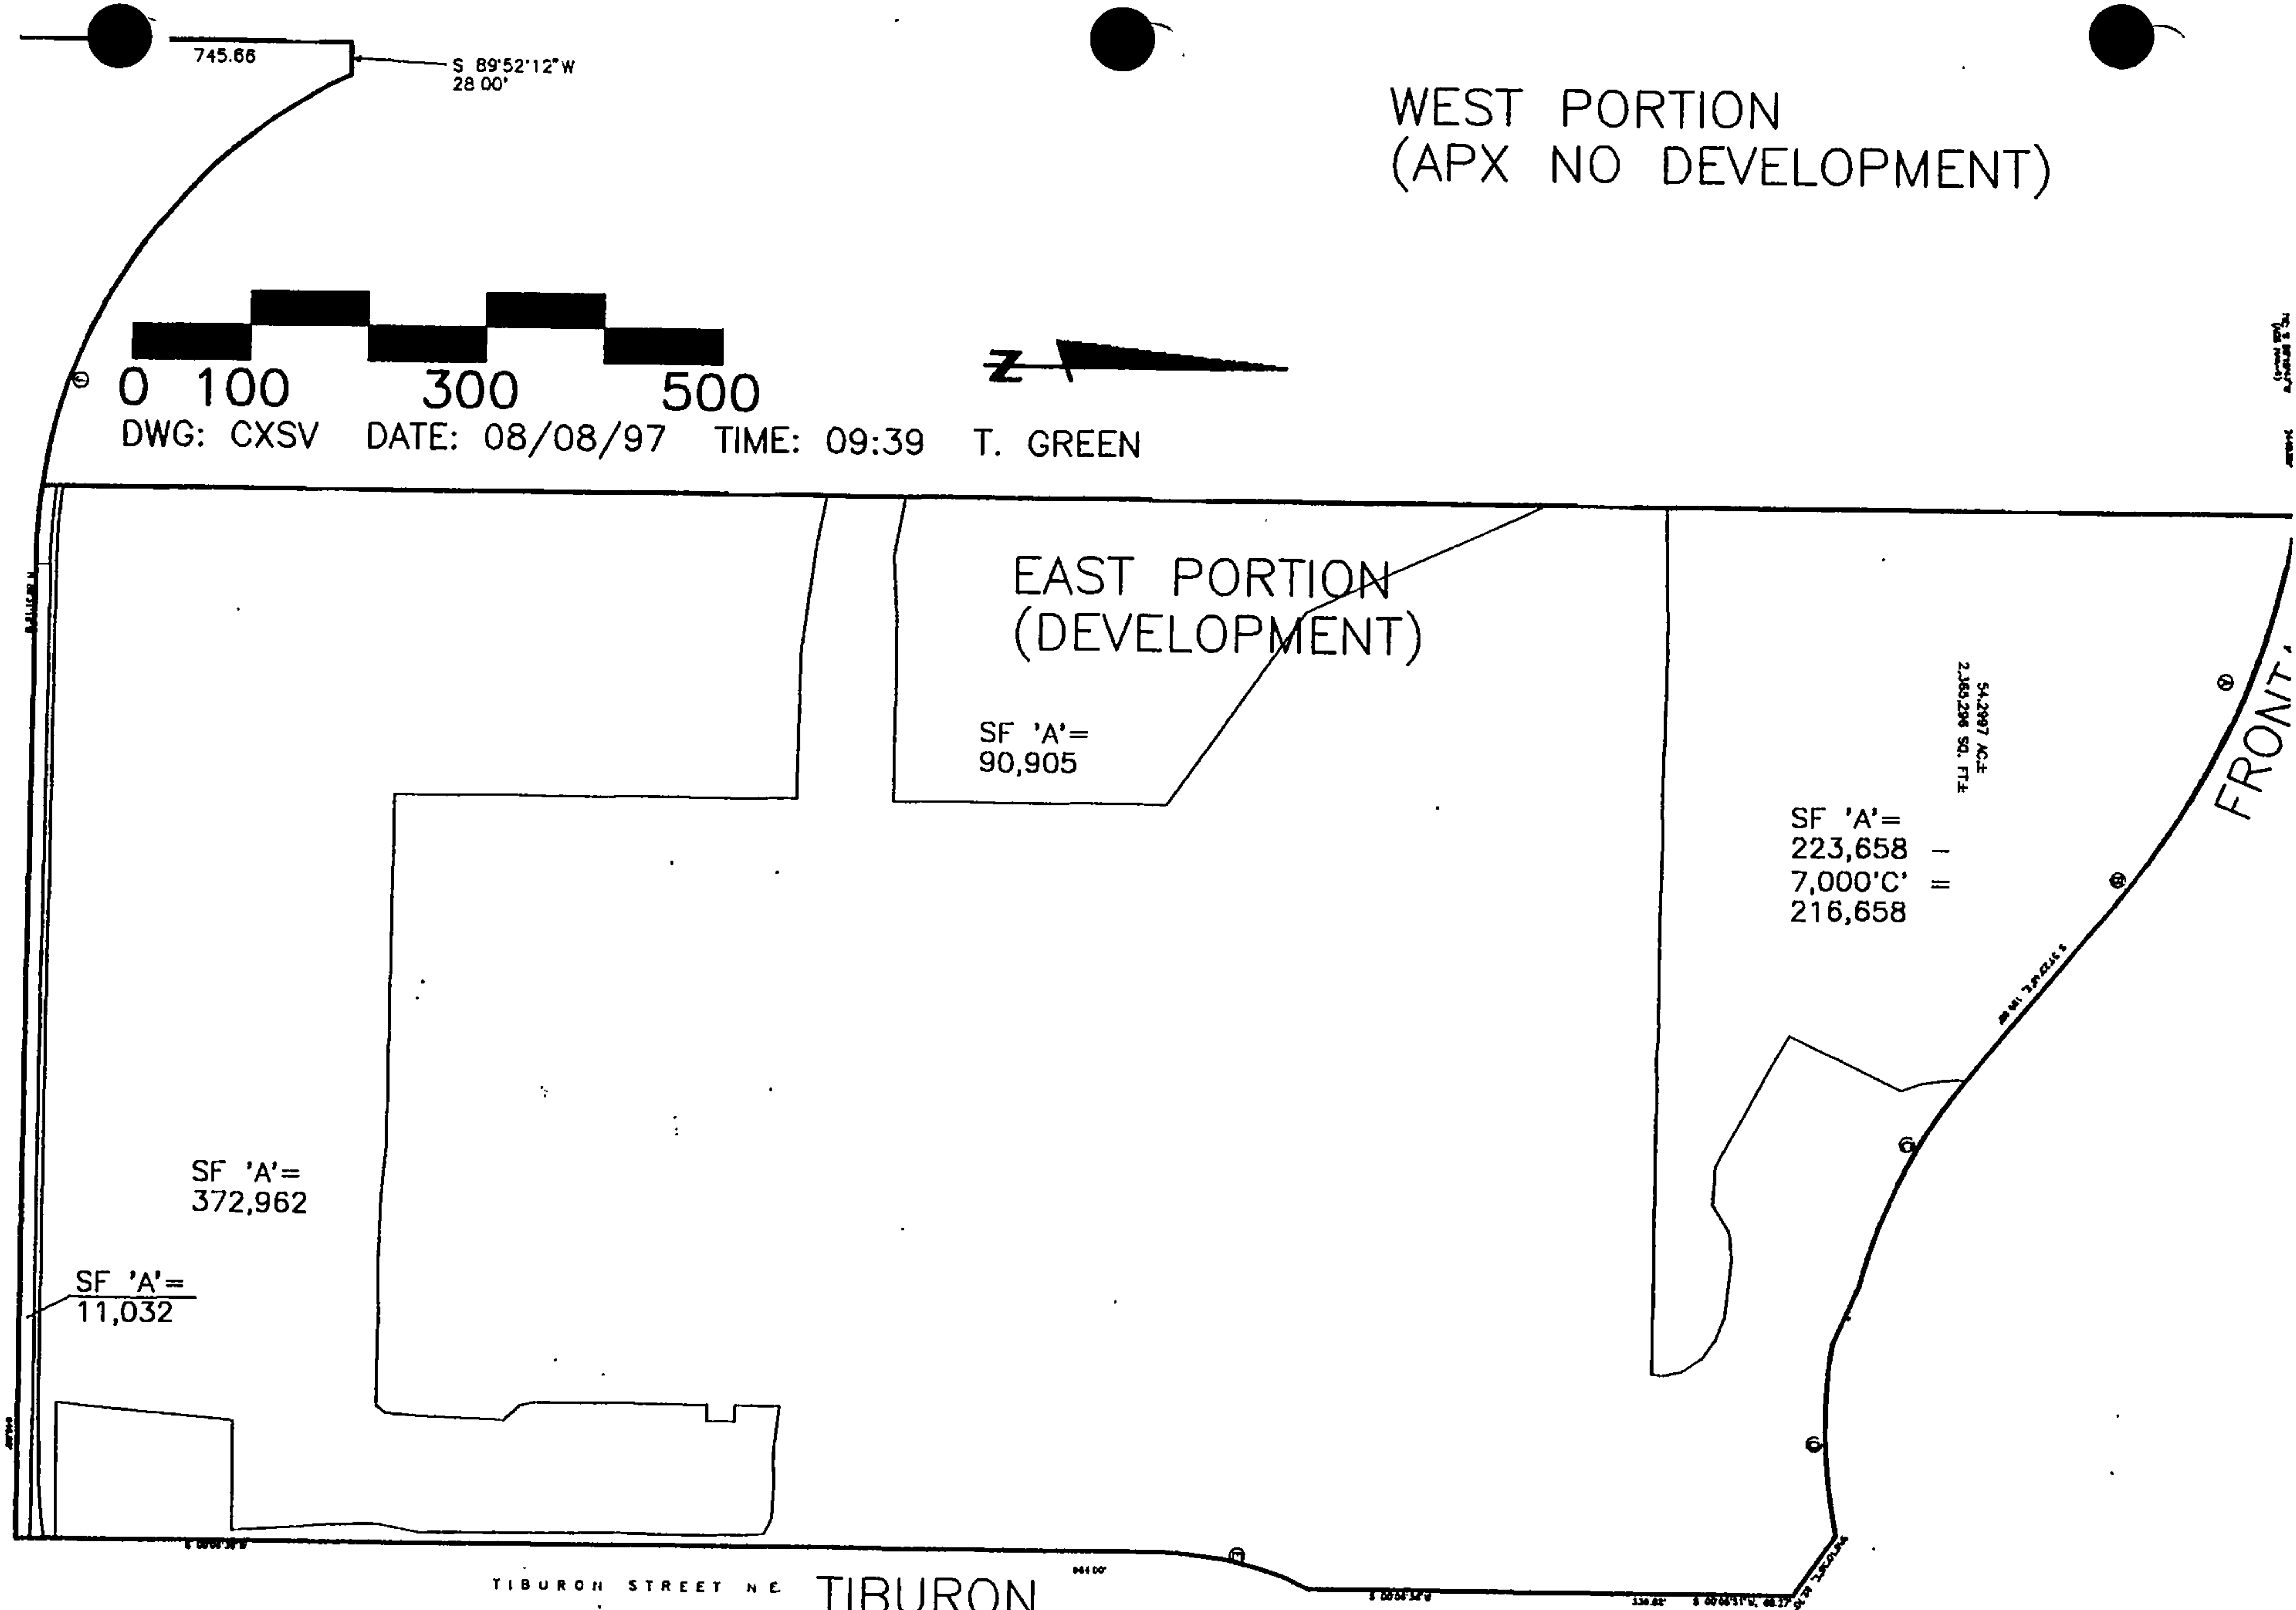 745.66
S 89°52'12"W
28.00'
WEST PORTION
(APX NO DEVELOPMENT)
0 100 300 500
N
DWG: CXSV DATE: 08/08/97 TIME: 09:39 T. GREEN
J
EAST PORTION
(DEVELOPMENT)
SF 'A'=
90,905
54.2997 AC.±
2,365,296 SQ. FT.±
A
FRONT
SF 'A'=
223,658 –
7,000'C' =
216,658
SF 'A'=
372,962
SF 'A'=
11,032
E
TIBURON STREET N E
TIBURON